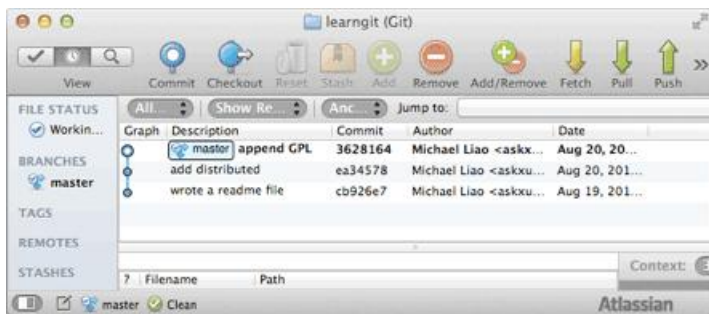 learngit (Git)
View Commit Checkout Reset Stash Add Remove Add/Remove Fetch Pull Push
All... Show Re... Anc... Jump to:
FILE STATUS
Workin...
BRANCHES
master
TAGS
REMOTES
STASHES
Graph Description Commit Author Date
master append GPL 3628164 Michael Liao <askx... Aug 20, 20...
add distributed ea34578 Michael Liao <askxu... Aug 20, 201...
wrote a readme file cb926e7 Michael Liao <askxu... Aug 19, 201...
Context:
? Filename Path
master Clean Atlassian